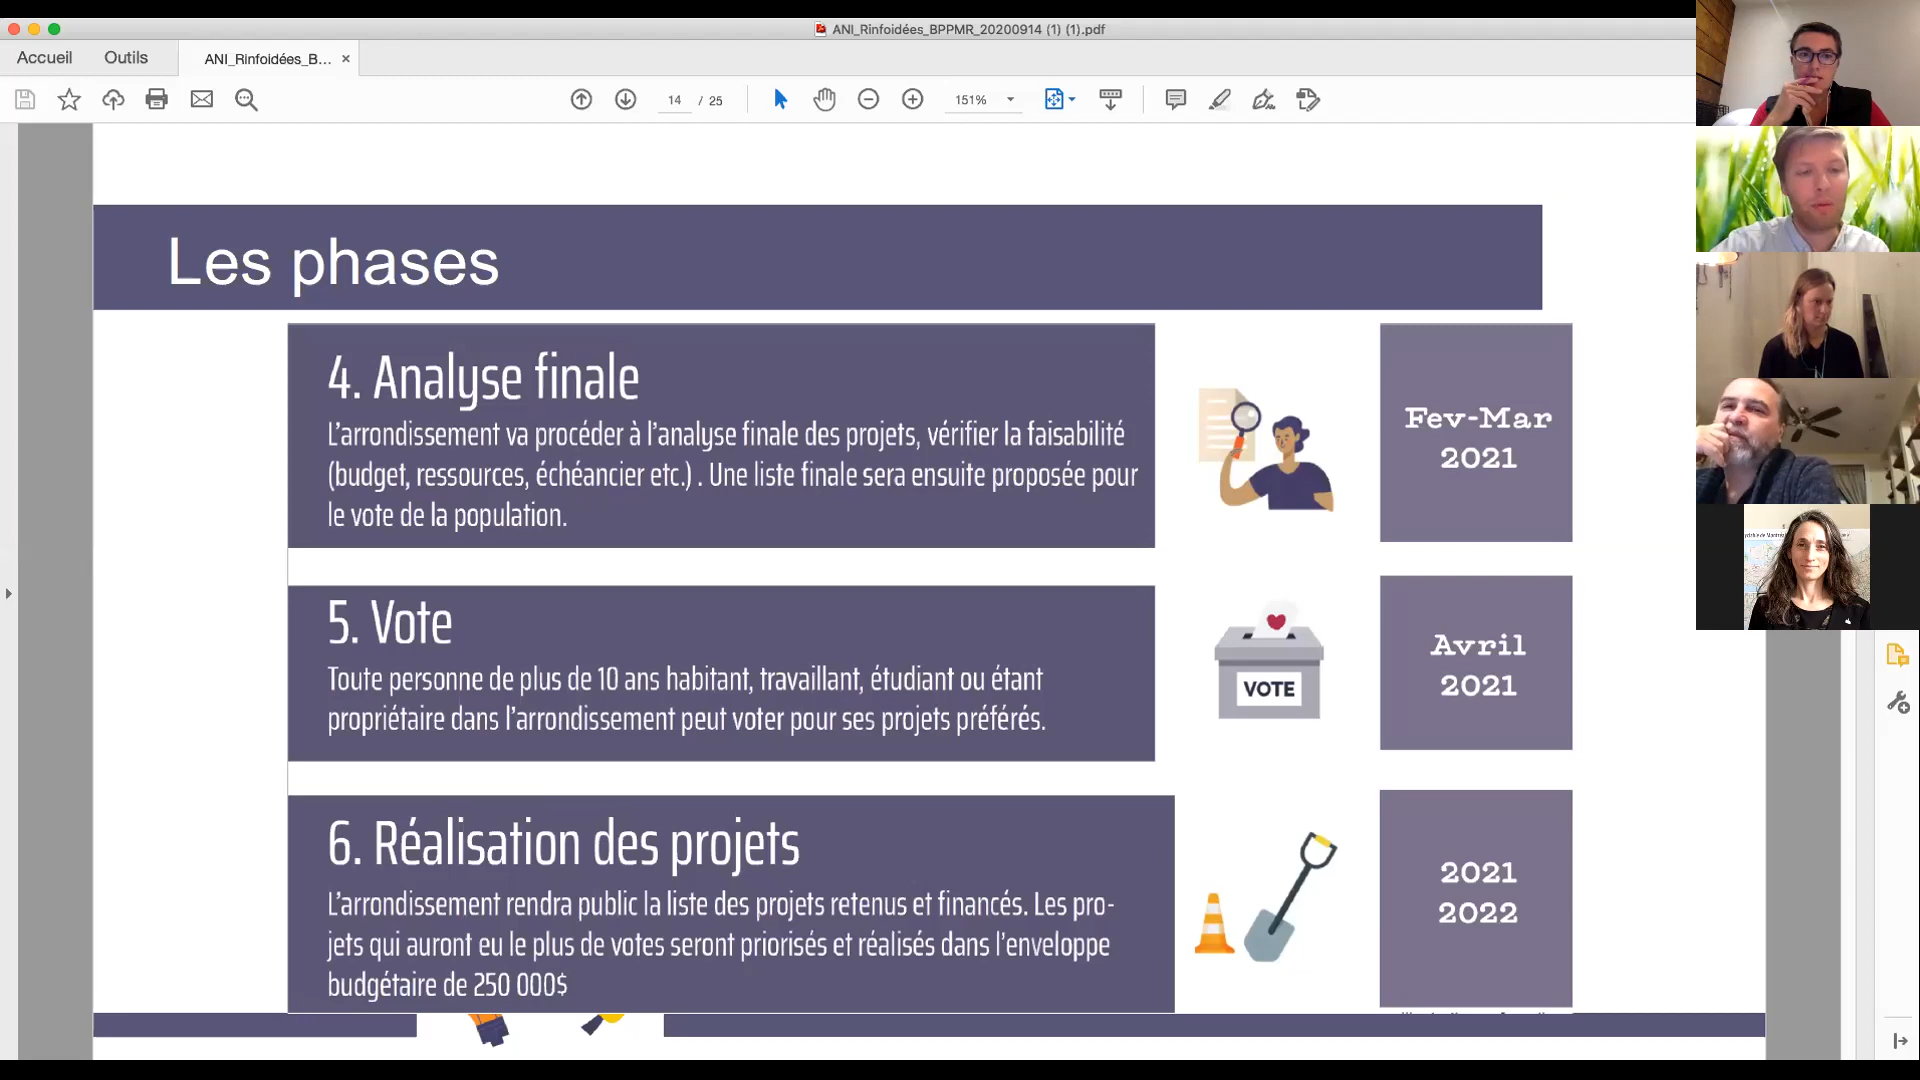 ANI_Rinfoidées_BPPMR_20200914 (1) (1).pdf
Accueil
Outils
ANI_Rinfoidées_B... ×
14 / 25
151%
Les phases
4. Analyse finale
L'arrondissement va procéder à l'analyse finale des projets, vérifier la faisabilité
(budget, ressources, échéancier etc.) . Une liste finale sera ensuite proposée pour
le vote de la population.
Fev-Mar
2021
5. Vote
Toute personne de plus de 10 ans habitant, travaillant, étudiant ou étant
propriétaire dans l'arrondissement peut voter pour ses projets préférés.
VOTE
Avril
2021
6. Réalisation des projets
L'arrondissement rendra public la liste des projets retenus et financés. Les pro-
jets qui auront eu le plus de votes seront priorisés et réalisés dans l'enveloppe
budgétaire de 250 000$
2021
2022